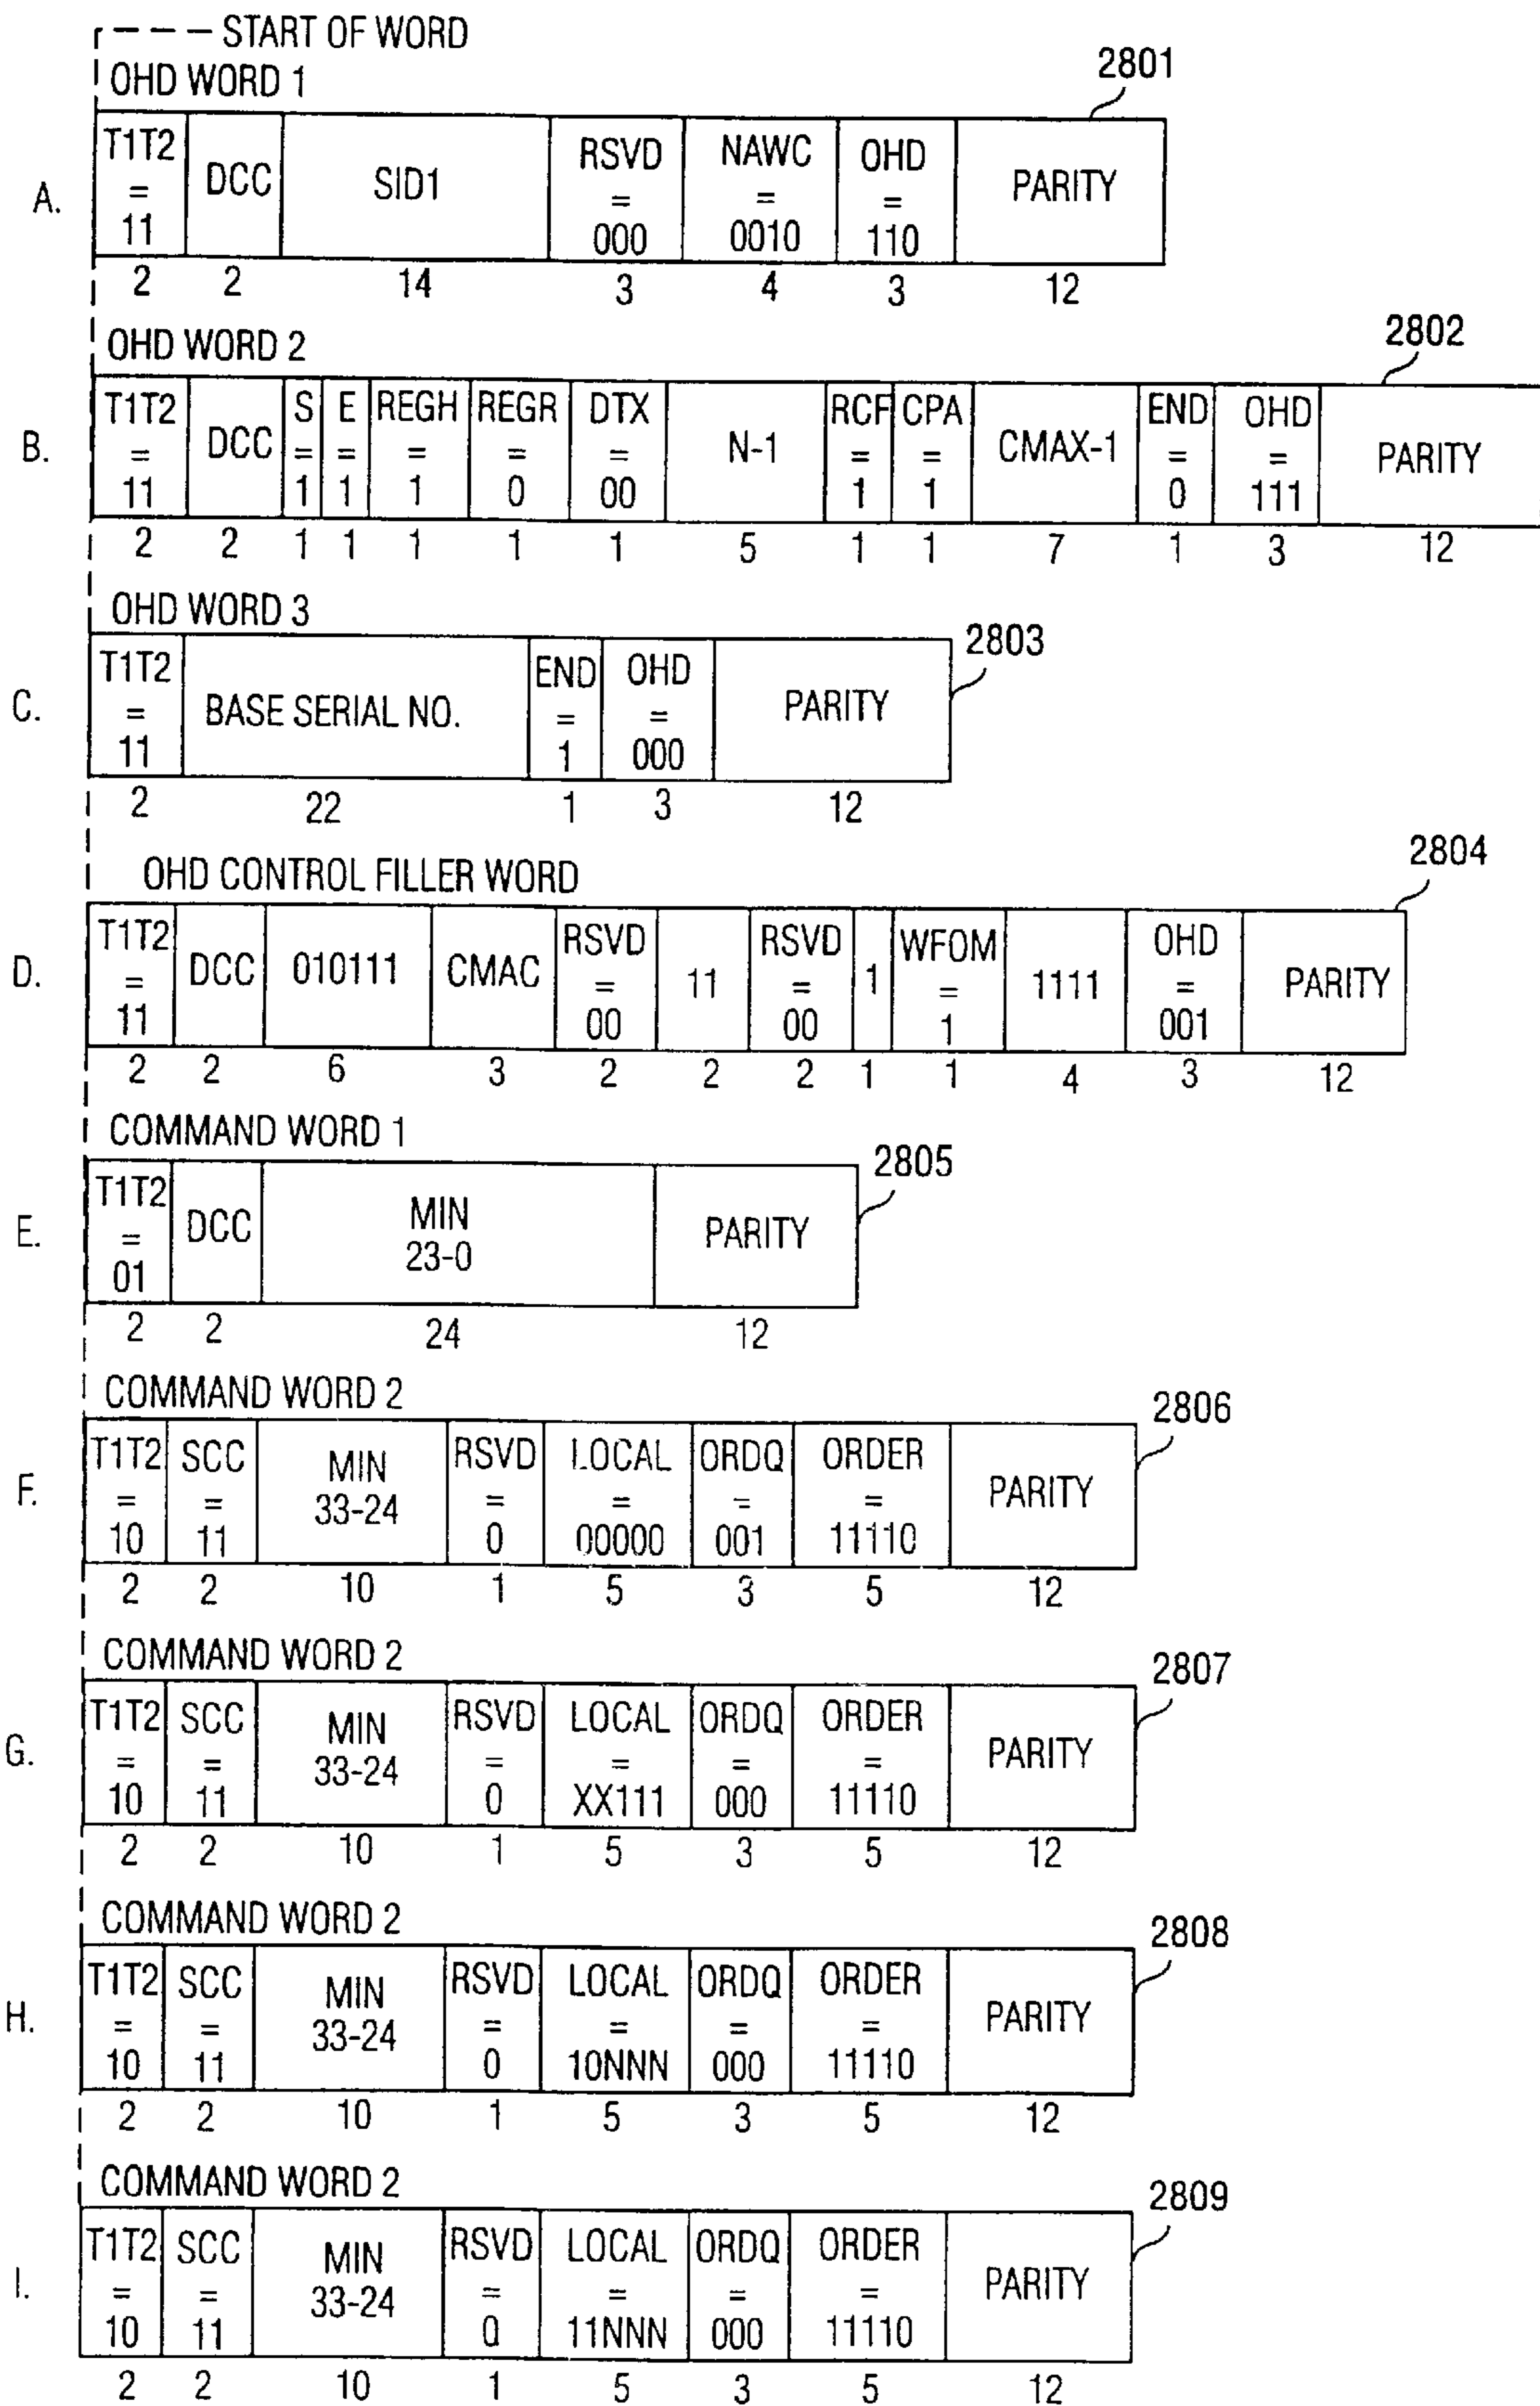 START OF WORD
OHD WORD 1
2801
A.
T1T2 = 11
DCC
SID1
RSVD = 000
NAWC = 0010
OHD = 110
PARITY
2 2 14 3 4 3 12
OHD WORD 2
2802
B.
T1T2 = 11
DCC
S = 1
E = 1
REGH = 1
REGR = 0
DTX = 00
N-1
RCF = 1
CPA = 1
CMAX-1
END = 0
OHD = 111
PARITY
2 2 1 1 1 1 1 5 1 1 7 1 3 12
OHD WORD 3
2803
C.
T1T2 = 11
BASE SERIAL NO.
END = 1
OHD = 000
PARITY
2 22 1 3 12
OHD CONTROL FILLER WORD
2804
D.
T1T2 = 11
DCC
010111
CMAC
RSVD = 00
11
RSVD = 00
1
WFOM = 1
1111
OHD = 001
PARITY
2 2 6 3 2 2 2 1 1 4 3 12
COMMAND WORD 1
2805
E.
T1T2 = 01
DCC
MIN
23-0
PARITY
2 2 24 12
COMMAND WORD 2
2806
F.
T1T2 = 10
SCC = 11
MIN
33-24
RSVD = 0
LOCAL = 00000
ORDQ = 001
ORDER = 11110
PARITY
2 2 10 1 5 3 5 12
COMMAND WORD 2
2807
G.
T1T2 = 10
SCC = 11
MIN
33-24
RSVD = 0
LOCAL = XX111
ORDQ = 000
ORDER = 11110
PARITY
2 2 10 1 5 3 5 12
COMMAND WORD 2
2808
H.
T1T2 = 10
SCC = 11
MIN
33-24
RSVD = 0
LOCAL = 10NNN
ORDQ = 000
ORDER = 11110
PARITY
2 2 10 1 5 3 5 12
COMMAND WORD 2
2809
I.
T1T2 = 10
SCC = 11
MIN
33-24
RSVD = 0
LOCAL = 11NNN
ORDQ = 000
ORDER = 11110
PARITY
2 2 10 1 5 3 5 12